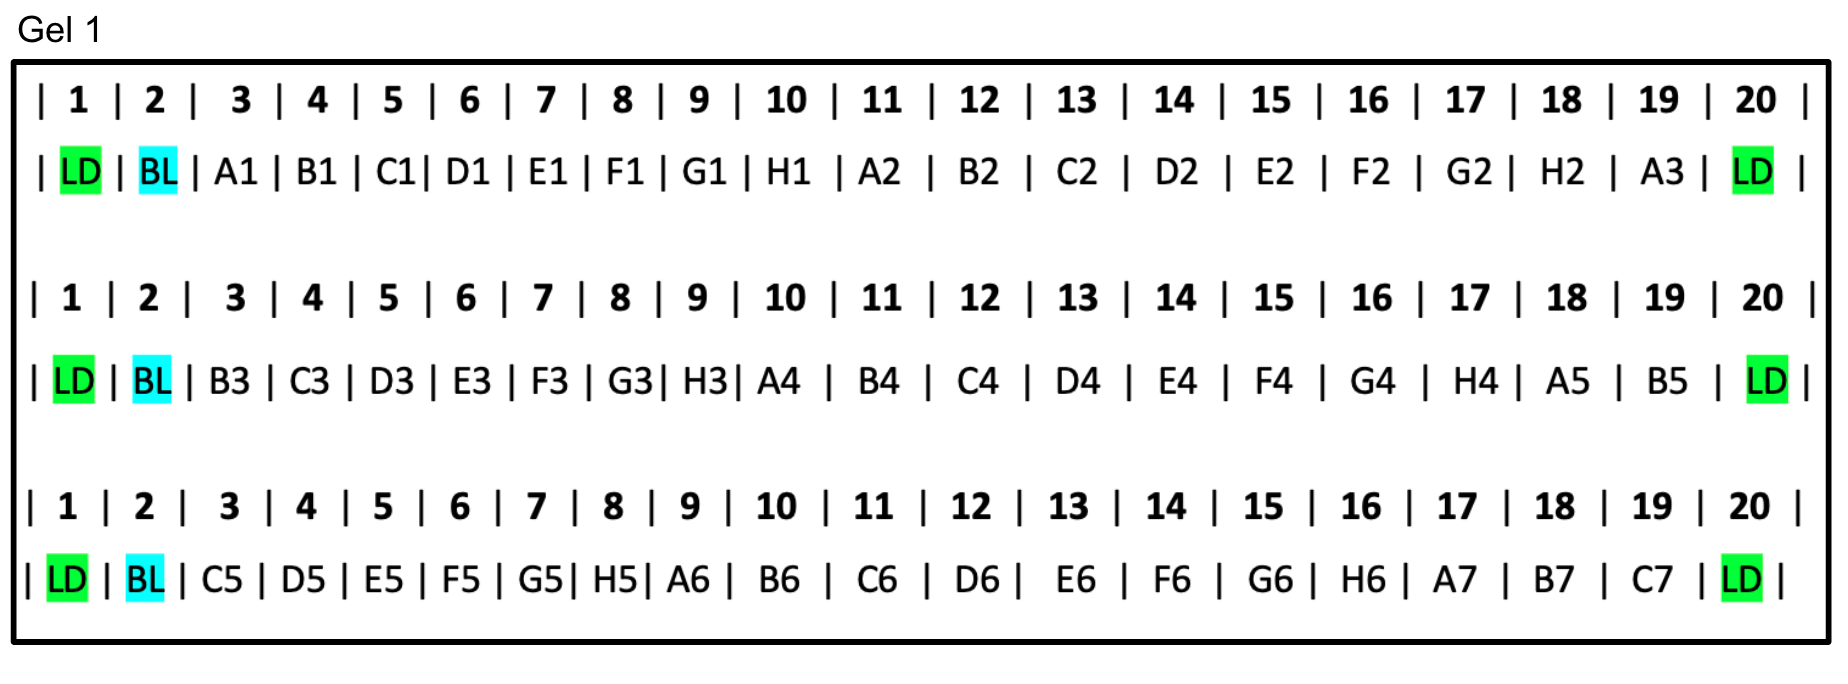 Gel 1
| 1 | 2 | 3 | 4 | 5 | 6 | 7 | 8 | 9 | 10 | 11 | 12 | 13 | 14 | 15 | 16 | 17 | 18 | 19 | 20 |
| LD | BL | A1 | B1 | C1| D1 | E1 | F1 | G1 | H1 | A2 | B2 | C2 | D2 | E2 | F2 | G2 | H2 | A3 | LD |
| 1 | 2 | 3 | 4 | 5 | 6 | 7 | 8 | 9 | 10 | 11 | 12 | 13 | 14 | 15 | 16 | 17 | 18 | 19 | 20 |
| LD | BL | B3 | C3 | D3 | E3 | F3 | G3| H3| A4 | B4 | C4 | D4 | E4 | F4 | G4 | H4 | A5 | B5 | LD |
| 1 | 2 | 3 | 4 | 5 | 6 | 7 | 8 | 9 | 10 | 11 | 12 | 13 | 14 | 15 | 16 | 17 | 18 | 19 | 20 |
| LD | BL | C5 | D5 | E5 | F5 | G5| H5| A6 | B6 | C6 | D6 | E6 | F6 | G6 | H6 | A7 | B7 | C7 | LD |